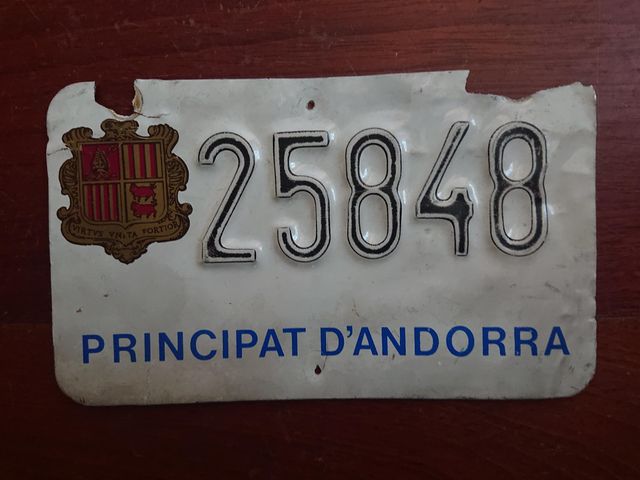 VIRTVS VNITA FORTIOR
25848
PRINCIPAT D'ANDORRA